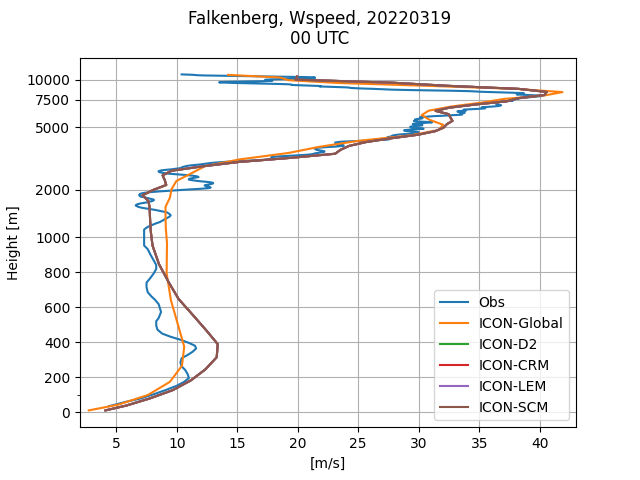 Falkenberg, Wspeed, 20220319
00 UTC
10000
7500
5000
2000
1000
800
600
400
200
0
Height [m]
5
10
15
20
25
30
35
40
[m/s]
Obs
ICON-Global
ICON-D2
ICON-CRM
ICON-LEM
ICON-SCM